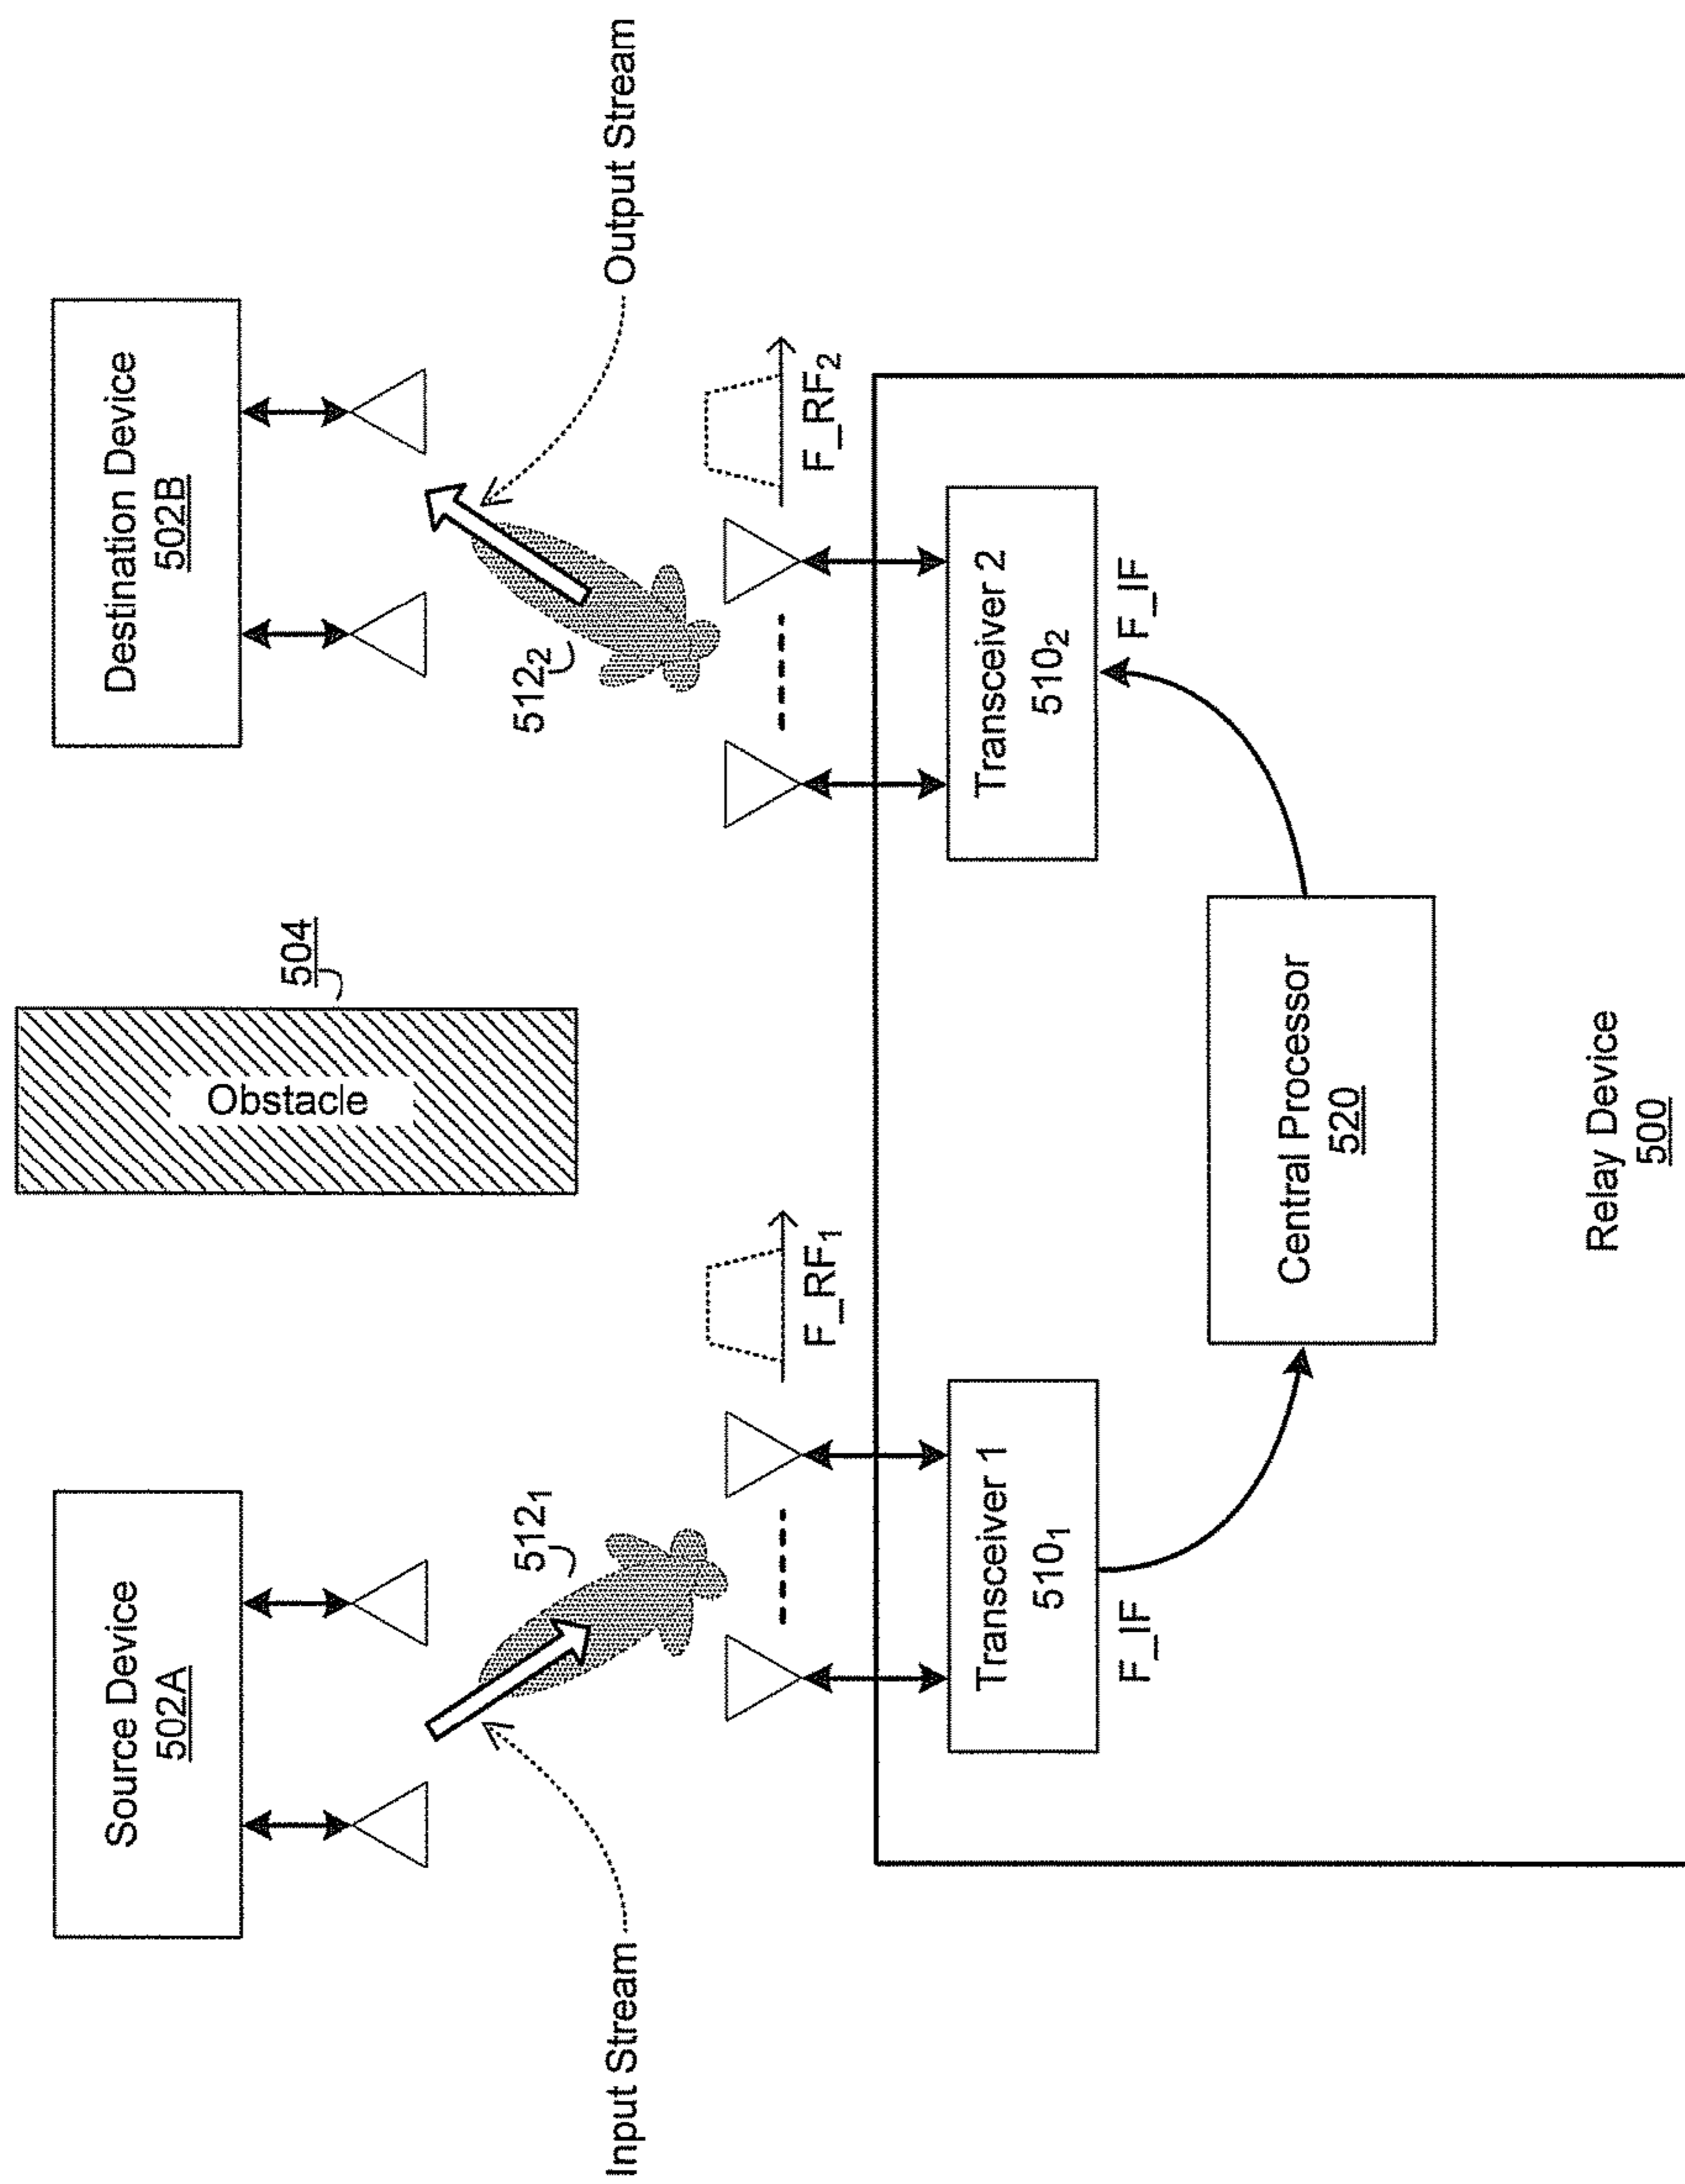 Source Device
502A
Obstacle
504
Destination Device
502B
Input Stream
512₁
512₂
Output Stream
F_RF₁
F_RF₂
Transceiver 1
510₁
Transceiver 2
510₂
F_IF
F_IF
Central Processor
520
Relay Device
500